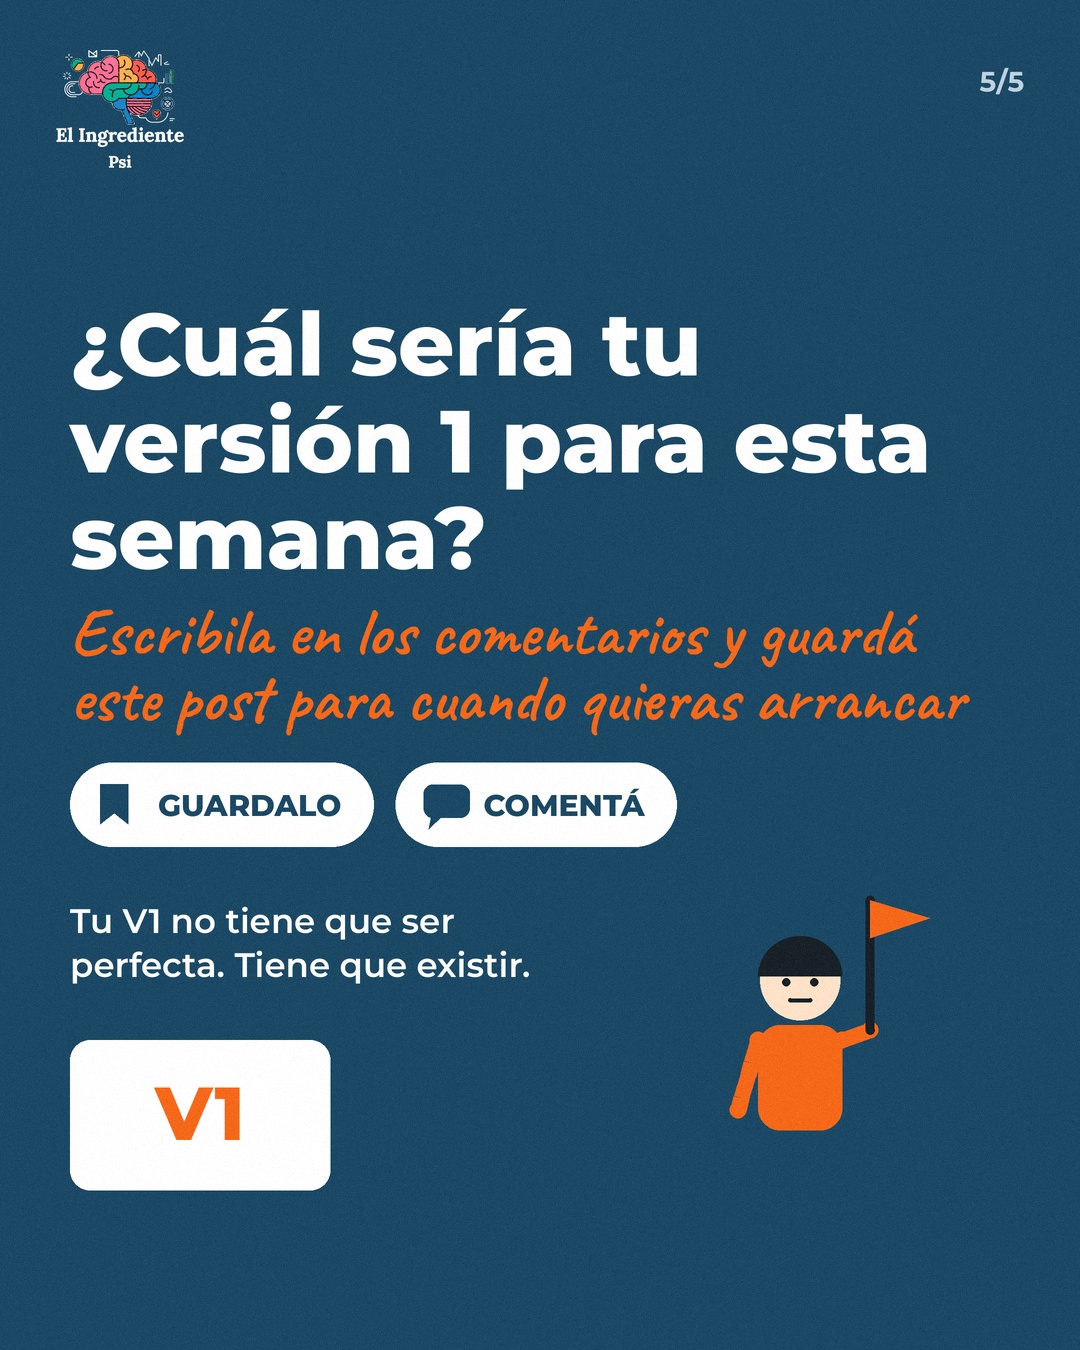 El Ingrediente
Psi
5/5
¿Cuál sería tu
versión 1 para esta
semana?
Escribila en los comentarios y guardá
este post para cuando quieras arrancar
GUARDALO
COMENTÁ
Tu V1 no tiene que ser
perfecta. Tiene que existir.
V1